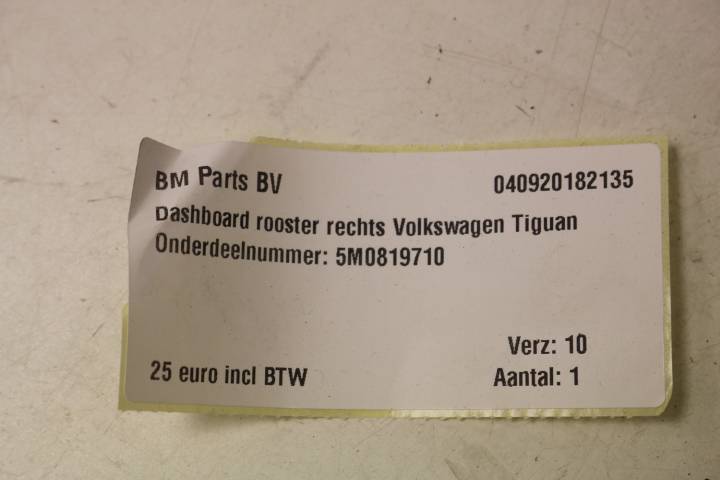 BM Parts BV 040920182135
Dashboard rooster rechts Volkswagen Tiguan
Onderdeelnummer: 5M0819710
Verz: 10
25 euro incl BTW Aantal: 1